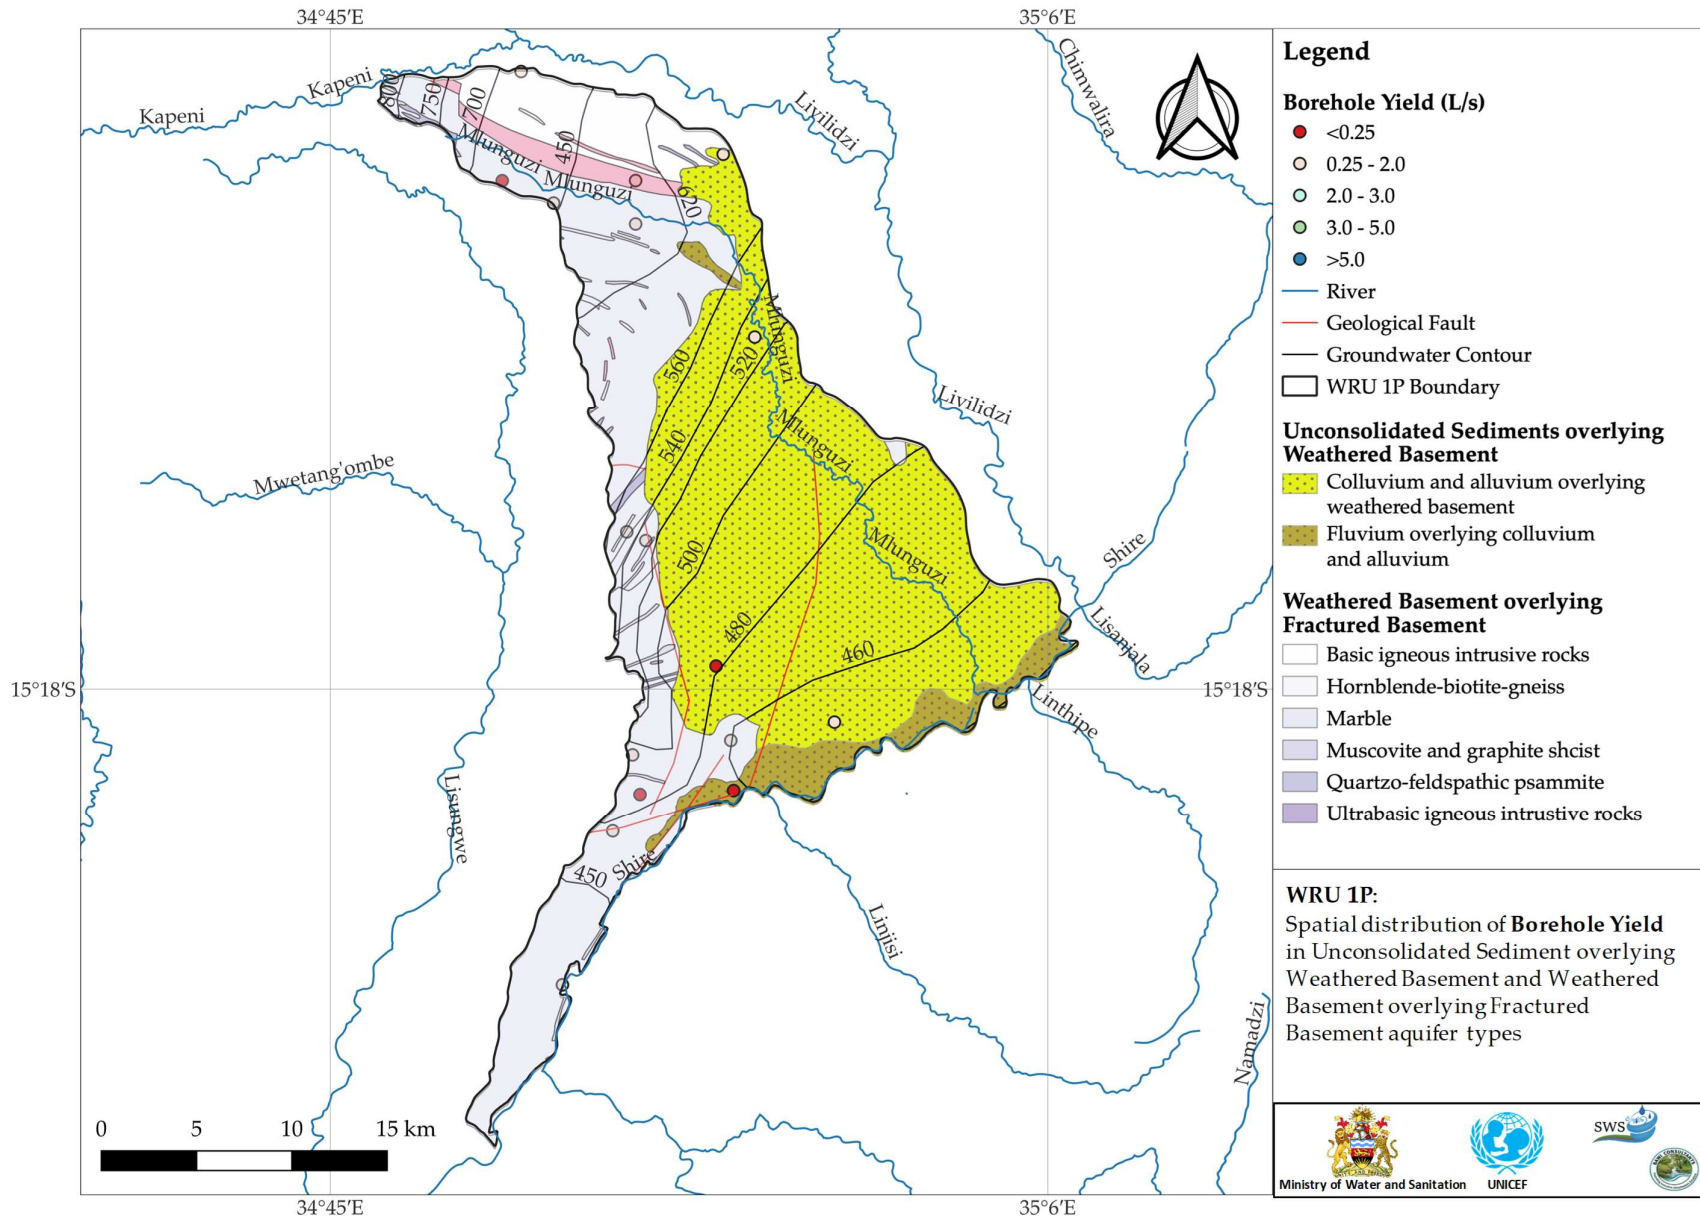 34°45'E
35°6'E
Kapeni
Kapeni
800
750
700
450
Mlunguzi
Mlunguzi
620
Livilidzi
Chimwalira
Mlunguzi
560
520
540
Mlunguzi
Livilidzi
Mwetang'ombe
500
Mlunguzi
Shire
480
460
Lisanjala
15°18'S
15°18'S
Linthipe
Lisungwe
Shire
450
Linjisi
Namadzi
0 5 10 15 km
34°45'E
35°6'E
Legend
Borehole Yield (L/s)
<0.25
0.25 - 2.0
2.0 - 3.0
3.0 - 5.0
>5.0
River
Geological Fault
Groundwater Contour
WRU 1P Boundary
Unconsolidated Sediments overlying
Weathered Basement
Colluvium and alluvium overlying
weathered basement
Fluvium overlying colluvium
and alluvium
Weathered Basement overlying
Fractured Basement
Basic igneous intrusive rocks
Hornblende-biotite-gneiss
Marble
Muscovite and graphite shcist
Quartzo-feldspathic psammite
Ultrabasic igneous intrustive rocks
WRU 1P:
Spatial distribution of Borehole Yield
in Unconsolidated Sediment overlying
Weathered Basement and Weathered
Basement overlying Fractured
Basement aquifer types
SWS
Ministry of Water and Sanitation
UNICEF